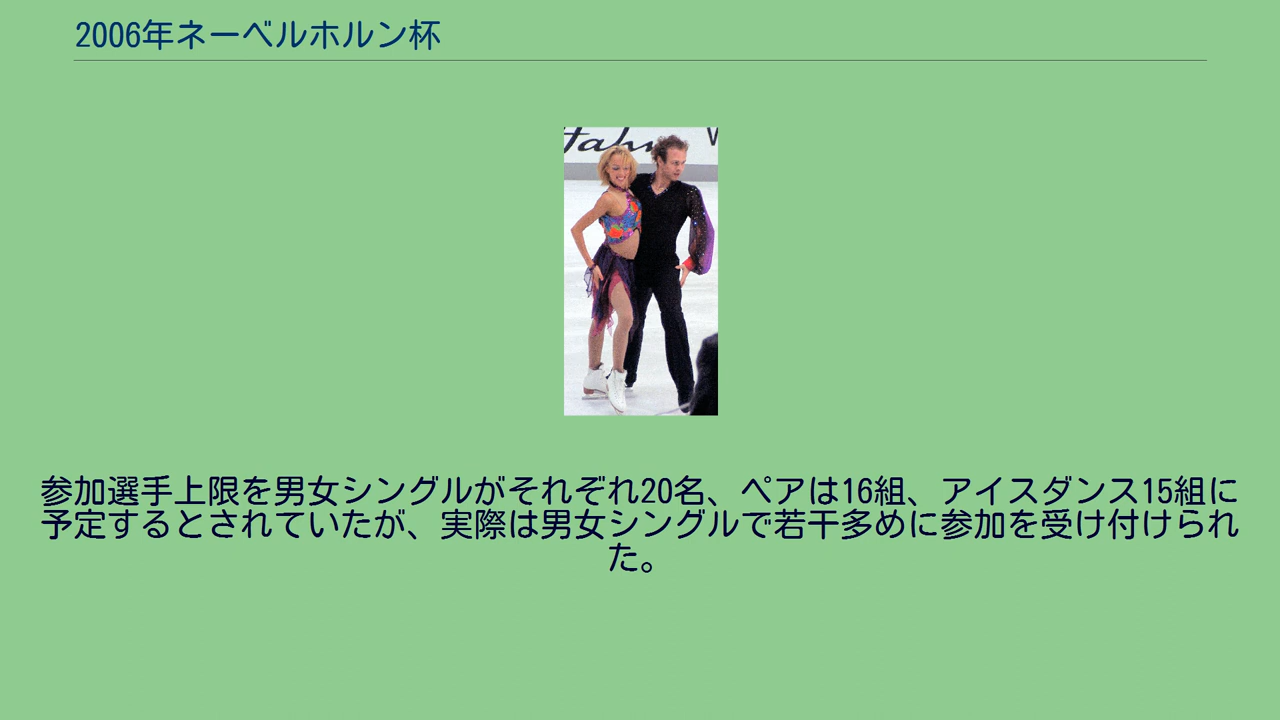 2006年ネーベルホルン杯
Hahn
参加選手上限を男女シングルがそれぞれ20名、ペアは16組、アイスダンス15組に
予定するとされていたが、実際は男女シングルで若干多めに参加を受け付けられ
た。